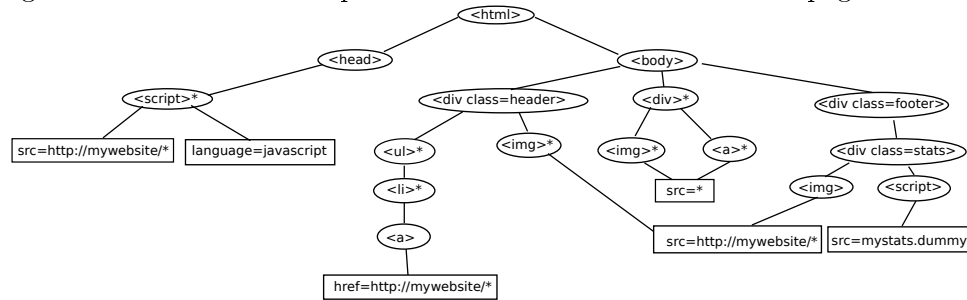 <html>
<head>
<body>
<script>*
<div class=header>
<div>*
<div class=footer>
src=http://mywebsite/*
language=javascript
<ul>*
<img>*
<img>*
<a>*
<div class=stats>
<li>*
src=*
<img>
<script>
<a>
src=http://mywebsite/*
src=mystats.dummy
href=http://mywebsite/*